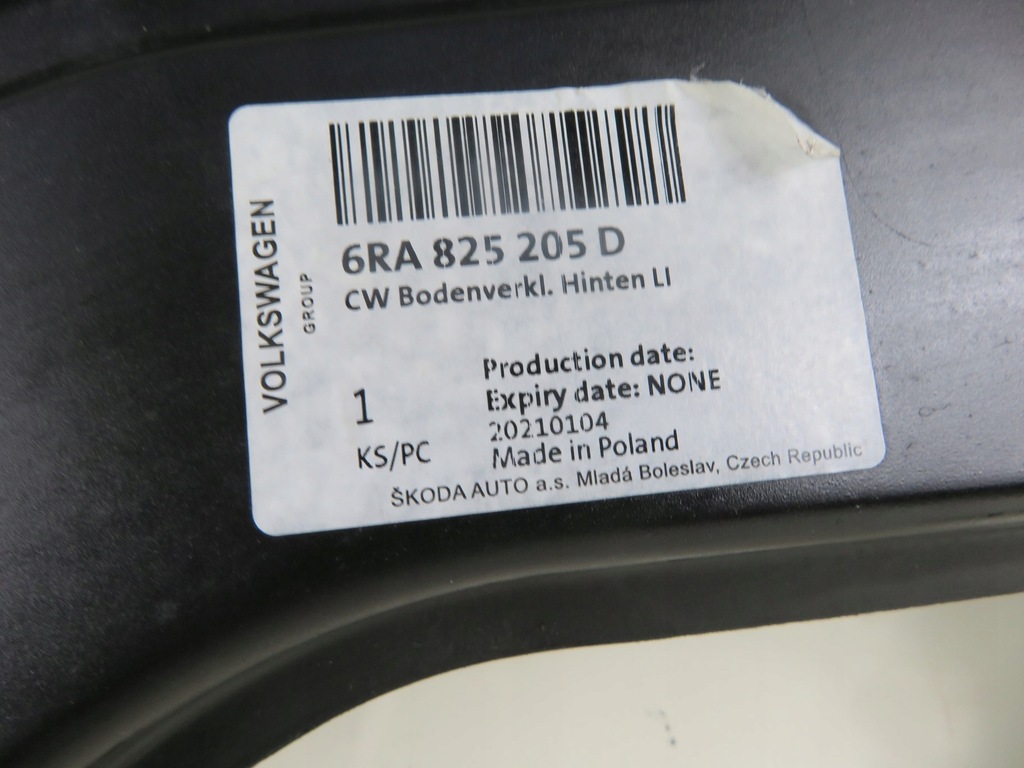 VOLKSWAGEN
GROUP
6RA 825 205 D
CW Bodenverkl. Hinten LI
1
KS/PC
Production date:
Expiry date: NONE
20210104
Made in Poland
ŠKODA AUTO a.s. Mladá Boleslav, Czech Republic